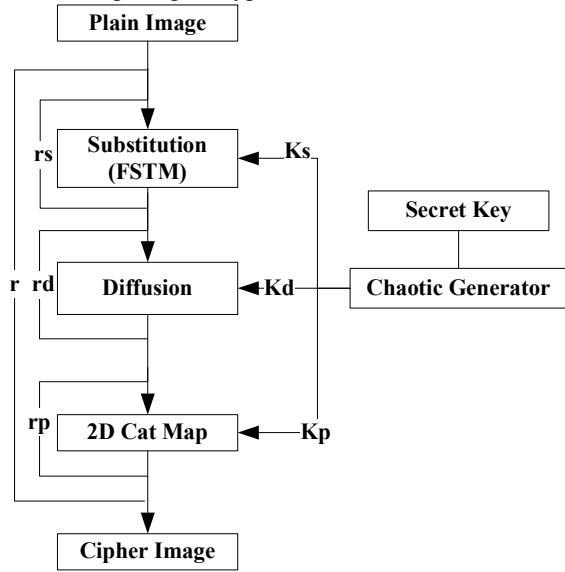 Plain Image
rs
Substitution
(FSTM)
Ks
Secret Key
r
rd
Diffusion
Kd
Chaotic Generator
rp
2D Cat Map
Kp
Cipher Image